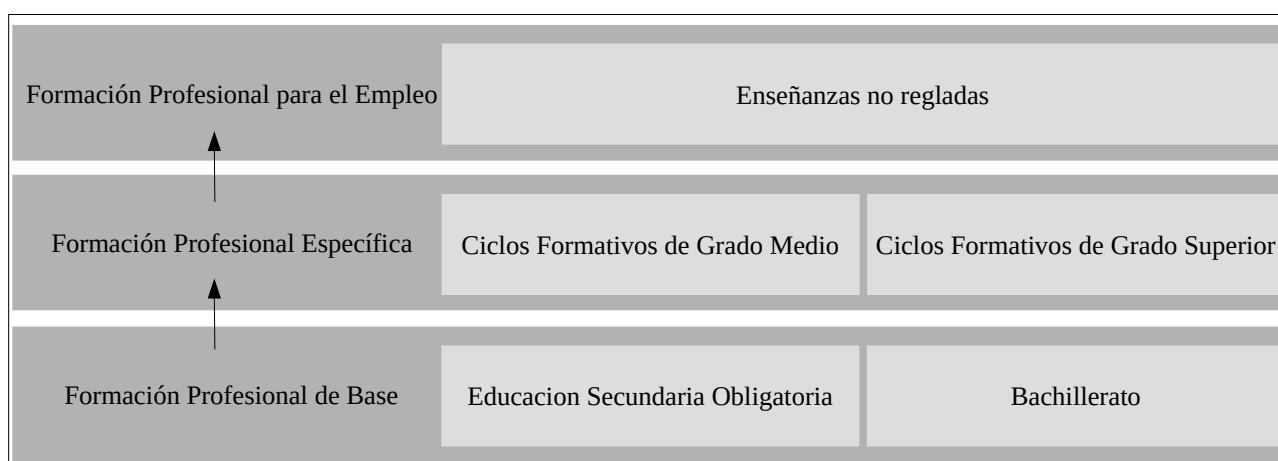 Formación Profesional para el Empleo
Enseñanzas no regladas
Formación Profesional Específica
Ciclos Formativos de Grado Medio
Ciclos Formativos de Grado Superior
Formación Profesional de Base
Educacion Secundaria Obligatoria
Bachillerato